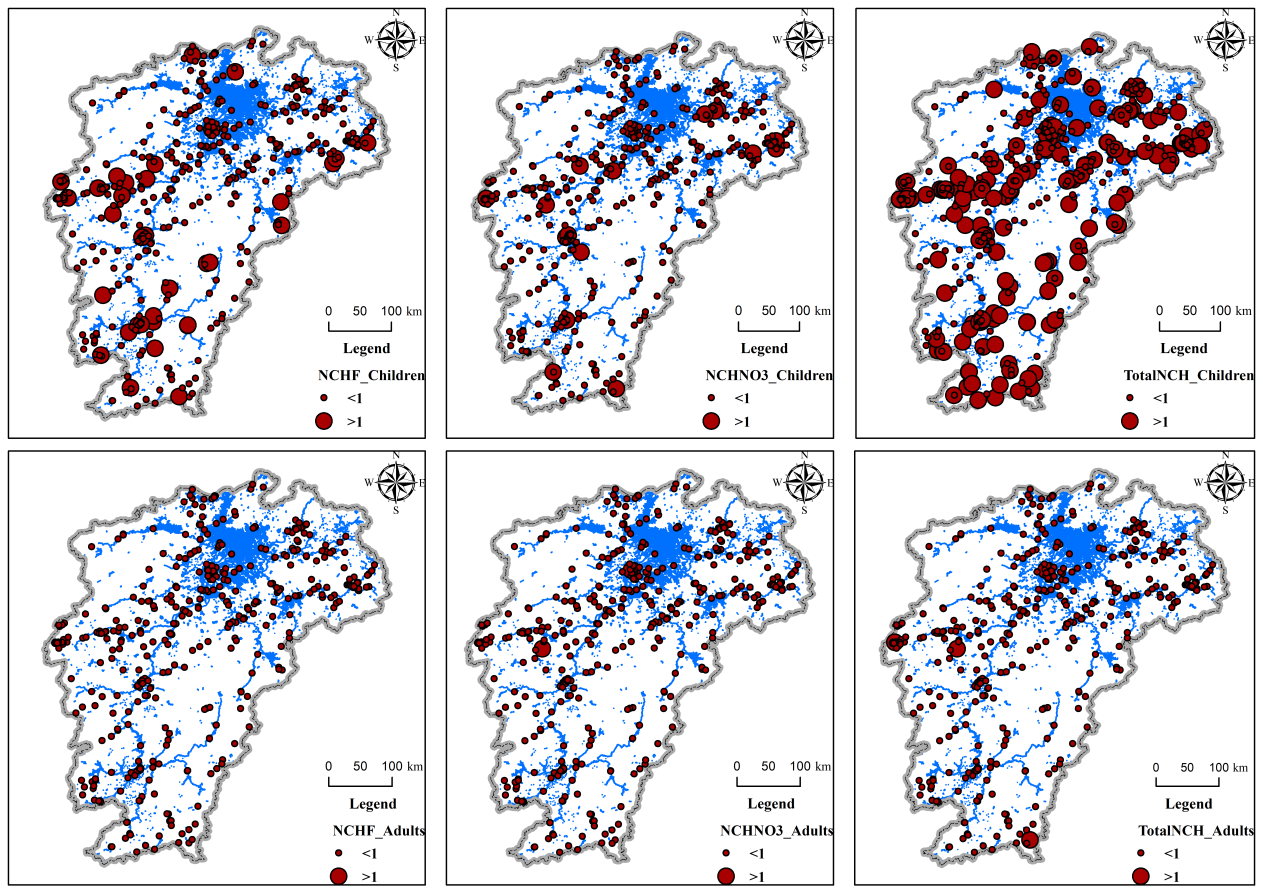 N
W E
S
0 50 100 km
Legend
NCHF_Children
<1
>1
N
W E
S
0 50 100 km
Legend
NCHNO3_Children
<1
>1
N
W E
S
0 50 100 km
Legend
TotalNCH_Children
<1
>1
N
W E
S
0 50 100 km
Legend
NCHF_Adults
<1
>1
N
W E
S
0 50 100 km
Legend
NCHNO3_Adults
<1
>1
N
W E
S
0 50 100 km
Legend
TotalNCH_Adults
<1
>1